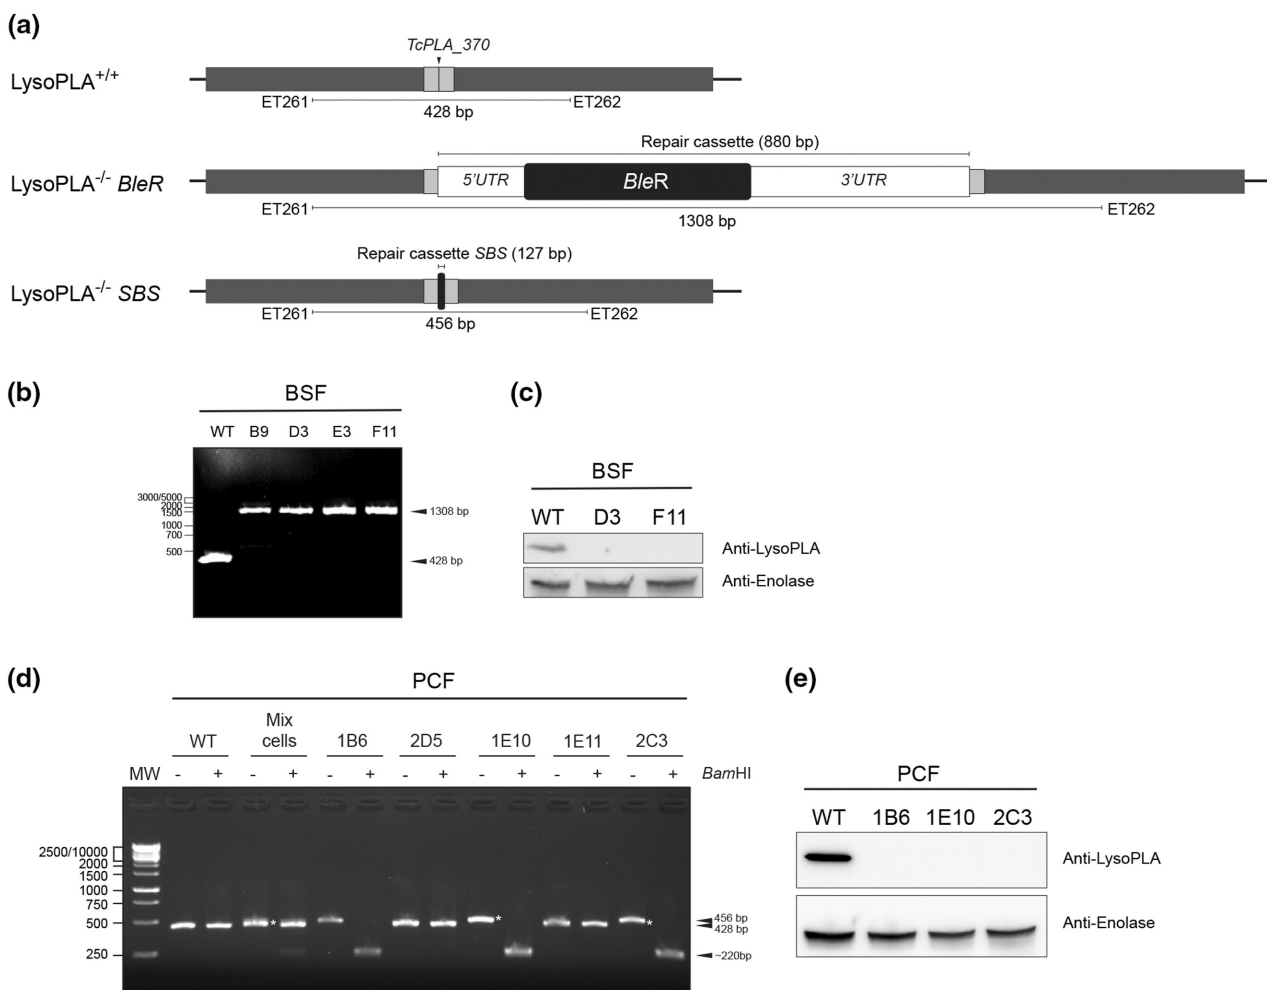 (a)
TcPLA_370
LysoPLA+/+
ET261
ET262
428 bp
Repair cassette (880 bp)
LysoPLA-/- BleR
5'UTR
BleR
3'UTR
ET261
ET262
1308 bp
Repair cassette SBS (127 bp)
LysoPLA-/- SBS
ET261
ET262
456 bp
(b)
BSF
WT B9 D3 E3 F11
3000/5000
2000
1500
1000
700
500
1308 bp
428 bp
(c)
BSF
WT D3 F11
Anti-LysoPLA
Anti-Enolase
(d)
PCF
WT Mix cells 1B6 2D5 1E10 1E11 2C3
MW - + - + - + - + - + - + - + BamHI
2500/10000
2000
1500
1000
750
500
250
* * *
456 bp
428 bp
~220bp
(e)
PCF
WT 1B6 1E10 2C3
Anti-LysoPLA
Anti-Enolase